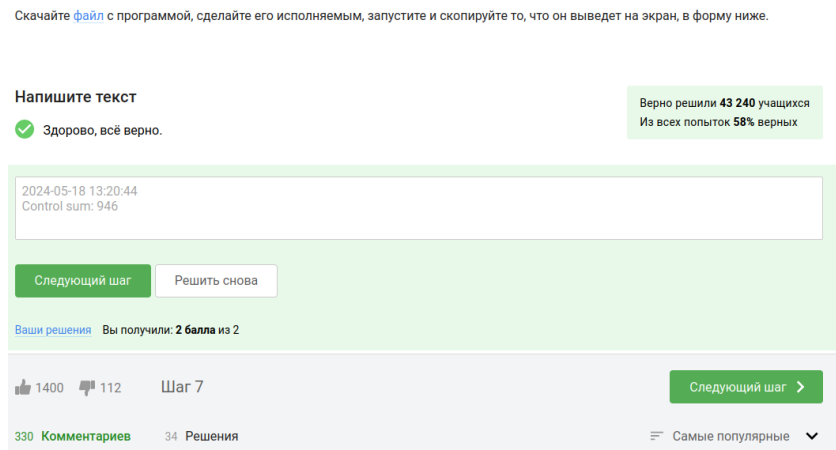 Скачайте файл с программой, сделайте его исполняемым, запустите и скопируйте то, что он выведет на экран, в форму ниже.
Напишите текст
Здорово, всё верно.
Верно решили 43 240 учащихся
Из всех попыток 58% верных
2024-05-18 13:20:44
Control sum: 946
Следующий шаг
Решить снова
Ваши решения Вы получили: 2 балла из 2
1400 112 Шаг 7
Следующий шаг
330 Комментариев 34 Решения
Самые популярные